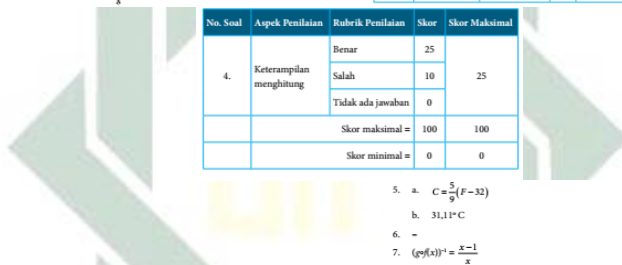 No. Soal Aspek Penilaian Rubrik Penilaian Skor Skor Maksimal
4. Keterampilan menghitung Benar 25 25
Salah 10
Tidak ada jawaban 0
Skor maksimal = 100 100
Skor minimal = 0 0
5. a. C = 5/9 (F − 32)
b. 31,11° C
6. -
7. (gof(x))⁻¹ = x−1/x